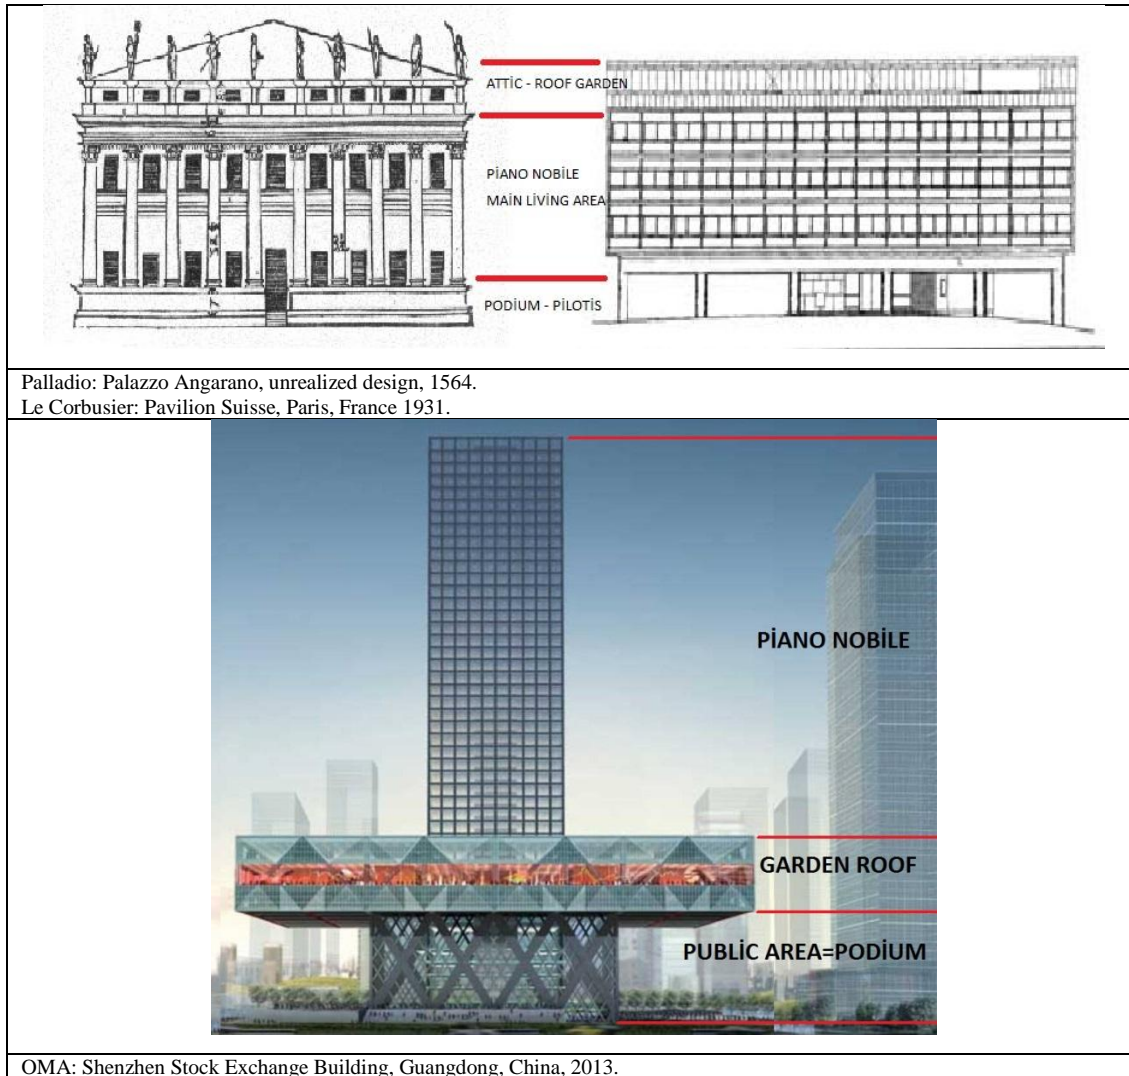 ATTİC - ROOF GARDEN
PİANO NOBİLE
MAIN LİVİNG AREA
PODİUM - PİLOTİS
Palladio: Palazzo Angarano, unrealized design, 1564.
Le Corbusier: Pavilion Suisse, Paris, France 1931.
PİANO NOBİLE
GARDEN ROOF
PUBLİC AREA=PODİUM
OMA: Shenzhen Stock Exchange Building, Guangdong, China, 2013.